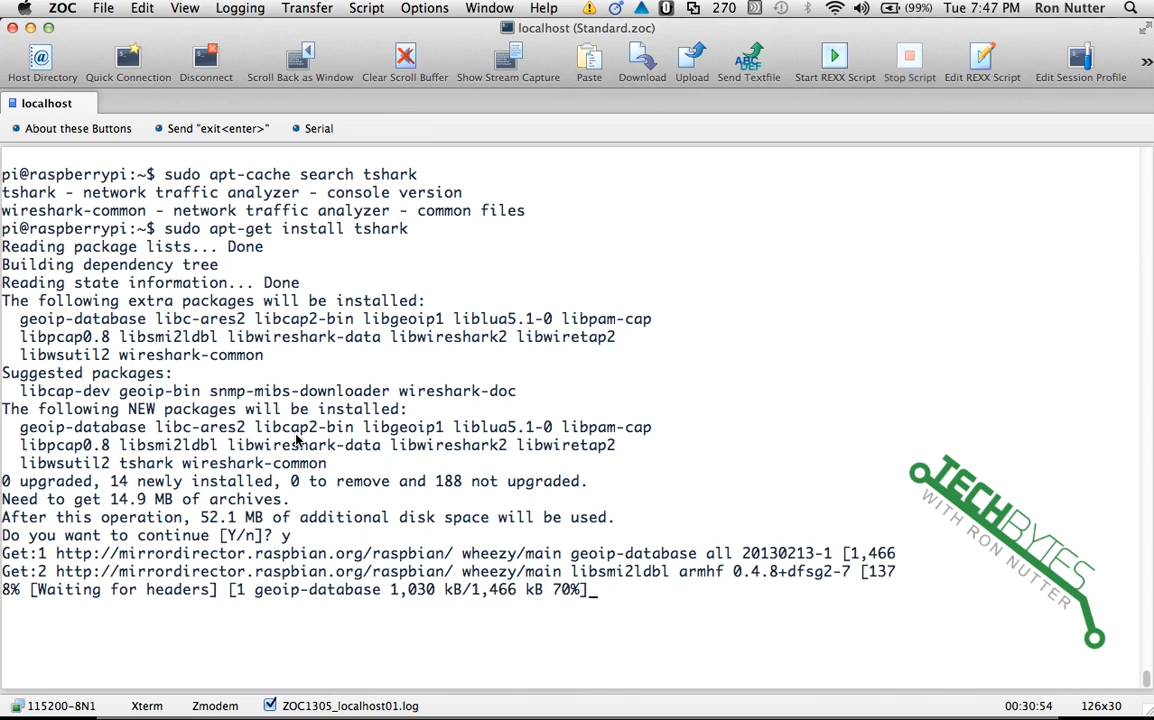 ZOC File Edit View Logging Transfer Script Options Window Help 270 (99%) Tue 7:47 PM Ron Nutter
localhost (Standard.zoc)
Host Directory Quick Connection Disconnect Scroll Back as Window Clear Scroll Buffer Show Stream Capture Paste Download Upload Send Textfile Start REXX Script Stop Script Edit REXX Script Edit Session Profile »
localhost
About these Buttons Send "exit<enter>" Serial
pi@raspberrypi:~$ sudo apt-cache search tshark
tshark - network traffic analyzer - console version
wireshark-common - network traffic analyzer - common files
pi@raspberrypi:~$ sudo apt-get install tshark
Reading package lists... Done
Building dependency tree
Reading state information... Done
The following extra packages will be installed:
geoip-database libc-ares2 libcap2-bin libgeoip1 liblua5.1-0 libpam-cap
libpcap0.8 libsmi2ldbl libwireshark-data libwireshark2 libwiretap2
libwsutil2 wireshark-common
Suggested packages:
libcap-dev geoip-bin snmp-mibs-downloader wireshark-doc
The following NEW packages will be installed:
geoip-database libc-ares2 libcap2-bin libgeoip1 liblua5.1-0 libpam-cap
libpcap0.8 libsmi2ldbl libwireshark-data libwireshark2 libwiretap2
libwsutil2 tshark wireshark-common
0 upgraded, 14 newly installed, 0 to remove and 188 not upgraded.
Need to get 14.9 MB of archives.
After this operation, 52.1 MB of additional disk space will be used.
Do you want to continue [Y/n]? y
Get:1 http://mirrordirector.raspbian.org/raspbian/ wheezy/main geoip-database all 20130213-1 [1,466
Get:2 http://mirrordirector.raspbian.org/raspbian/ wheezy/main libsmi2ldbl armhf 0.4.8+dfsg2-7 [137
8% [Waiting for headers] [1 geoip-database 1,030 kB/1,466 kB 70%]_
TECHBYTES
WITH RON NUTTER
115200-8N1 Xterm Zmodem ZOC1305_localhost01.log 00:30:54 126x30